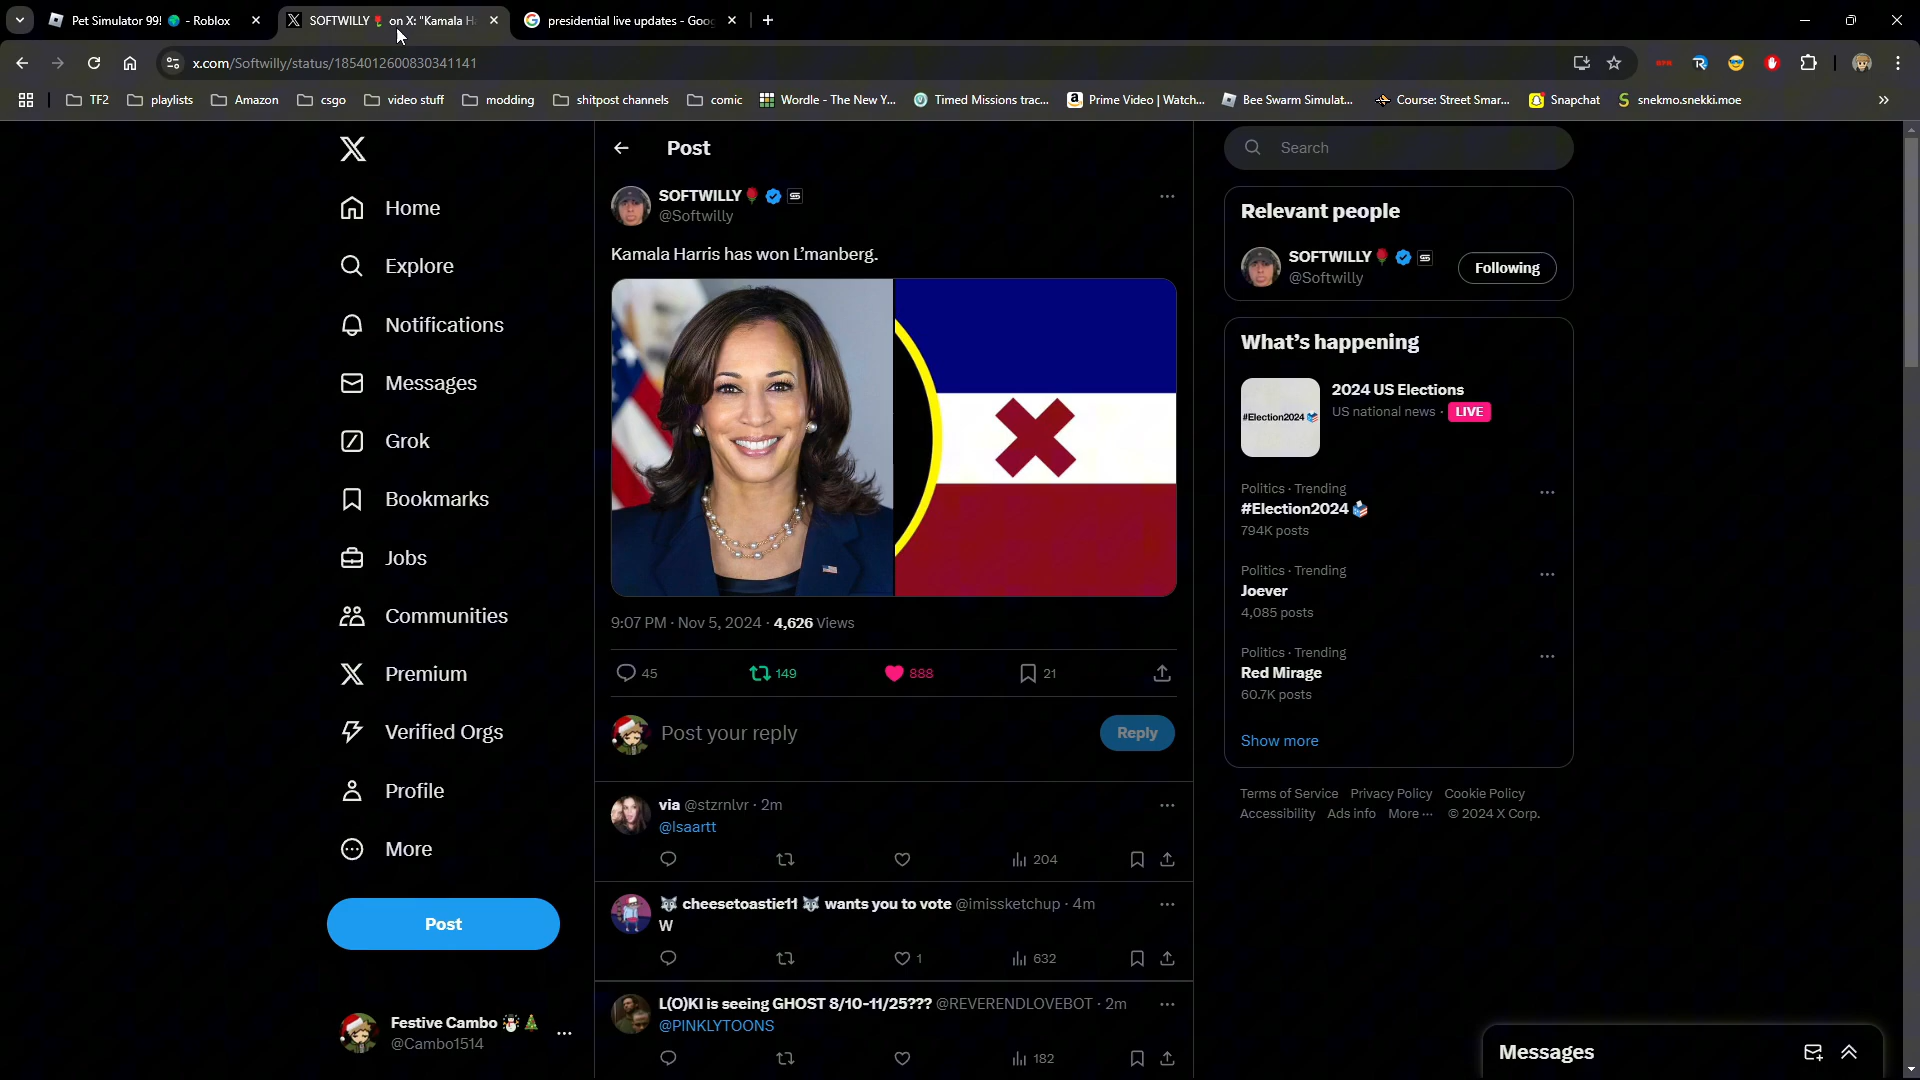 Pet Simulator 99! 🌎 - Roblox
SOFTWILLY🌹 on X: "Kamala H
presidential live updates - Goo
x.com/Softwilly/status/1854012600830341141
TF2
playlists
Amazon
csgo
video stuff
modding
shitpost channels
comic
Wordle - The New Y...
Timed Missions trac...
Prime Video | Watch...
Bee Swarm Simulat...
Course: Street Smar...
Snapchat
snekmo.snekki.moe
Home
Explore
Notifications
Messages
Grok
Bookmarks
Jobs
Communities
Premium
Verified Orgs
Profile
More
Post
Festive Cambo ☃️🎄
@Cambo1514
Post
SOFTWILLY🌹
@Softwilly
Kamala Harris has won L’manberg.
9:07 PM · Nov 5, 2024 · 4,626 Views
45
149
888
21
Post your reply
Reply
via @stzrnlvr · 2m
@lsaartt
204
🐺 cheesetoastie11 🐺 wants you to vote @imissketchup · 4m
W
1
632
L(O)KI is seeing GHOST 8/10-11/25??? @REVERENDLOVEBOT · 2m
@PINKLYTOONS
182
Search
Relevant people
SOFTWILLY🌹
@Softwilly
Following
What’s happening
#Election2024
2024 US Elections
US national news · LIVE
Politics · Trending
#Election2024
794K posts
Politics · Trending
Joever
4,085 posts
Politics · Trending
Red Mirage
60.7K posts
Show more
Terms of Service Privacy Policy Cookie Policy
Accessibility Ads info More ··· © 2024 X Corp.
Messages